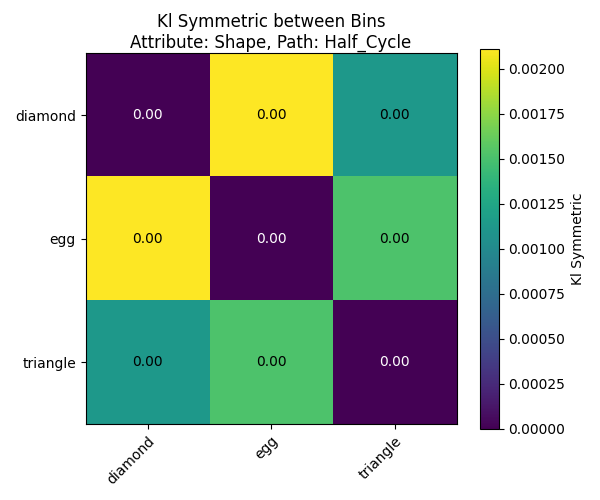 Kl Symmetric between Bins
Attribute: Shape, Path: Half_Cycle
diamond
0.00 0.00 0.00
egg
0.00 0.00 0.00
triangle
0.00 0.00 0.00
diamond
egg
triangle
0.00200
0.00175
0.00150
0.00125
0.00100
0.00075
0.00050
0.00025
0.00000
Kl Symmetric